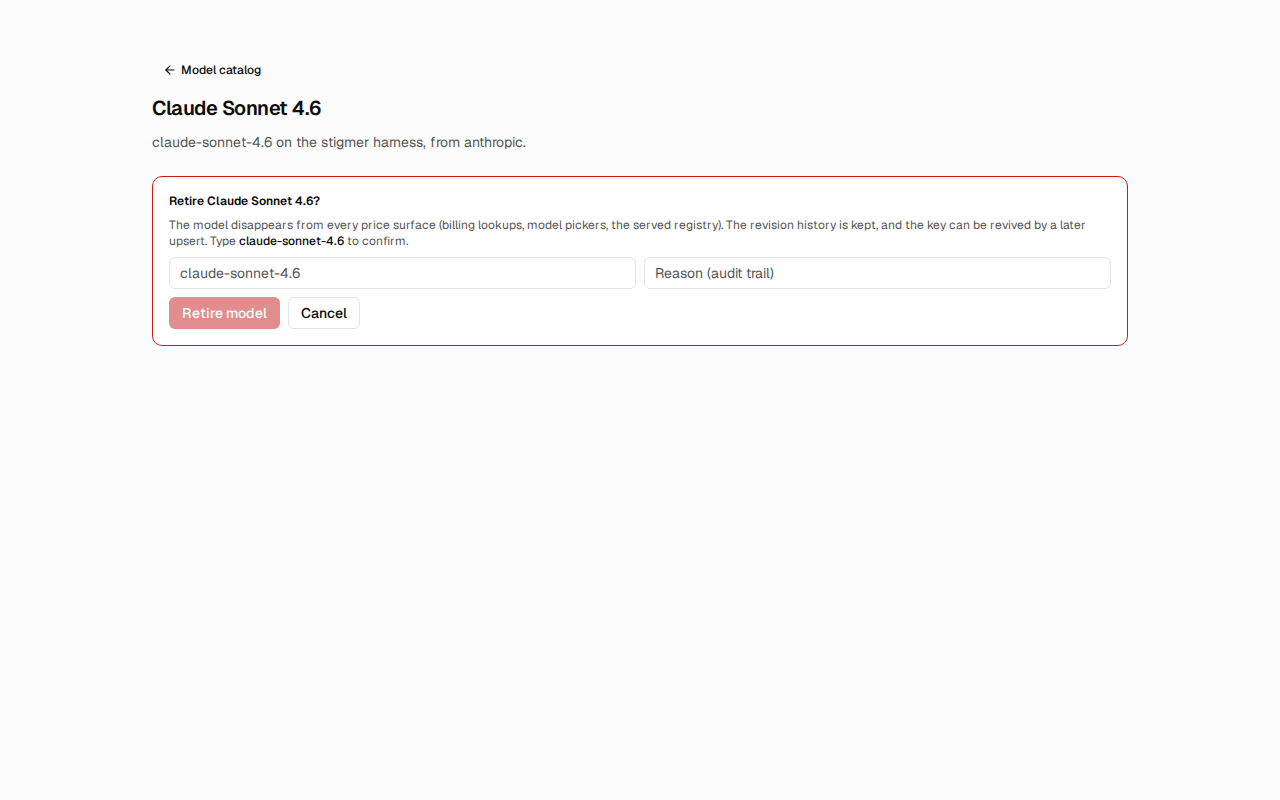 Model catalog
Claude Sonnet 4.6
claude-sonnet-4.6 on the stigmer harness, from anthropic.
Retire Claude Sonnet 4.6?
The model disappears from every price surface (billing lookups, model pickers, the served registry). The revision history is kept, and the key can be revived by a later
upsert. Type claude-sonnet-4.6 to confirm.
claude-sonnet-4.6
Reason (audit trail)
Retire model
Cancel